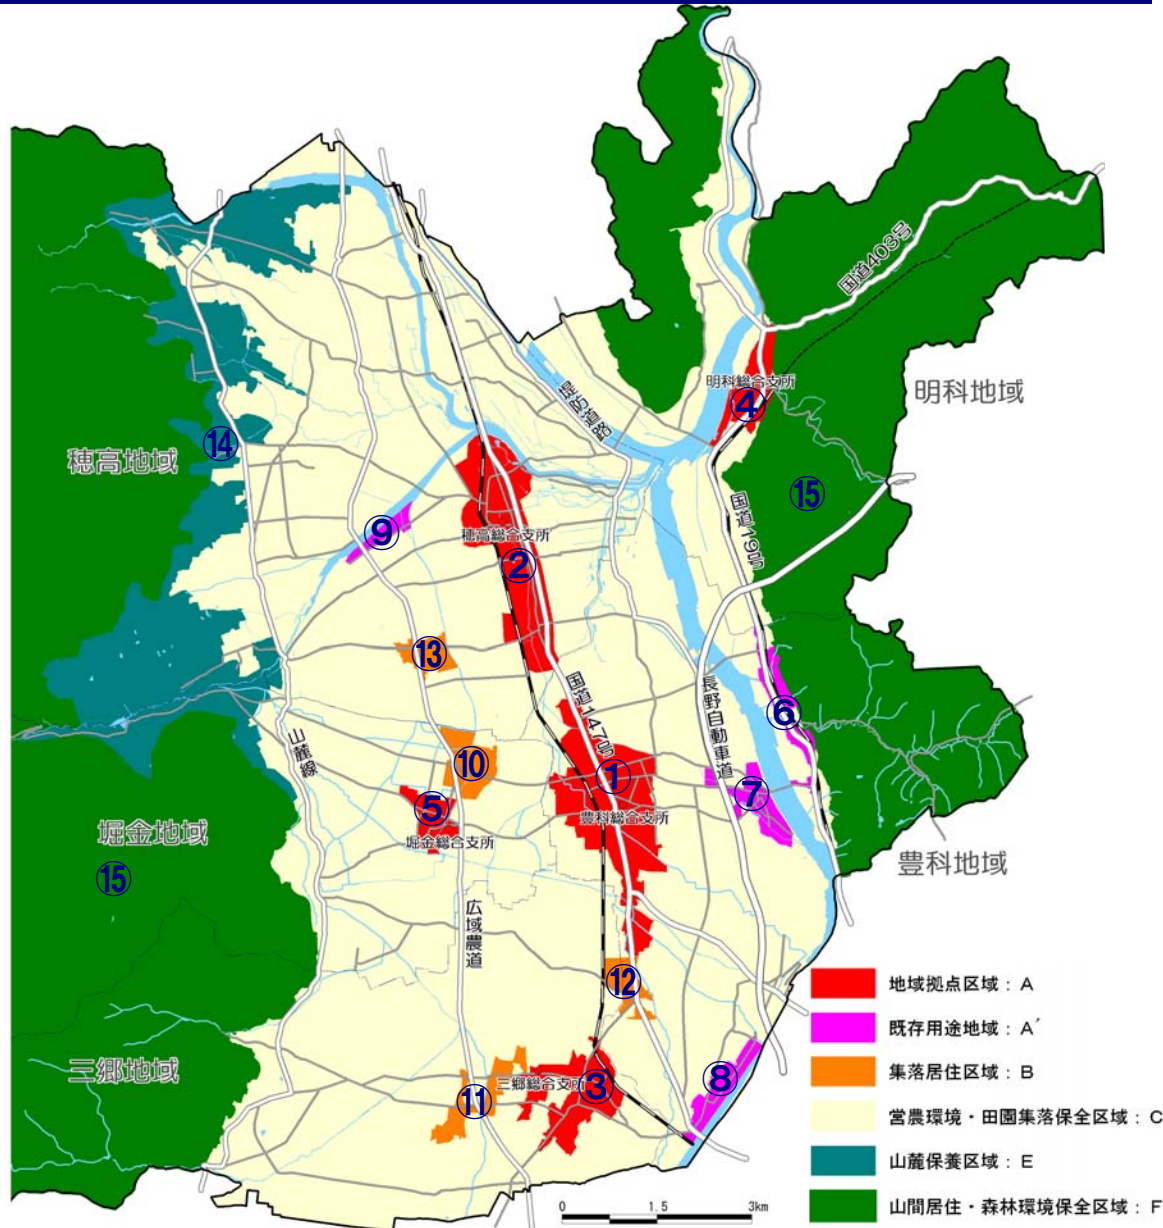 国道403号
明科地域
明科総合支所
④
堤防道路
⑭
穂高地域
⑮
国道19号
⑨
穂高総合支所
②
⑬
国道147号
長野自動車道
⑥
山麓線
⑩
①
⑦
⑤
豊科総合支所
堀金地域
堀金総合支所
豊科地域
⑮
広域農道
⑫
三郷地域
三郷総合支所
③
⑧
⑪
地域拠点区域：A
既存用途地域：A´
集落居住区域：B
営農環境・田園集落保全区域：C
山麓保養区域：E
山間居住・森林環境保全区域：F
0 1.5 3km